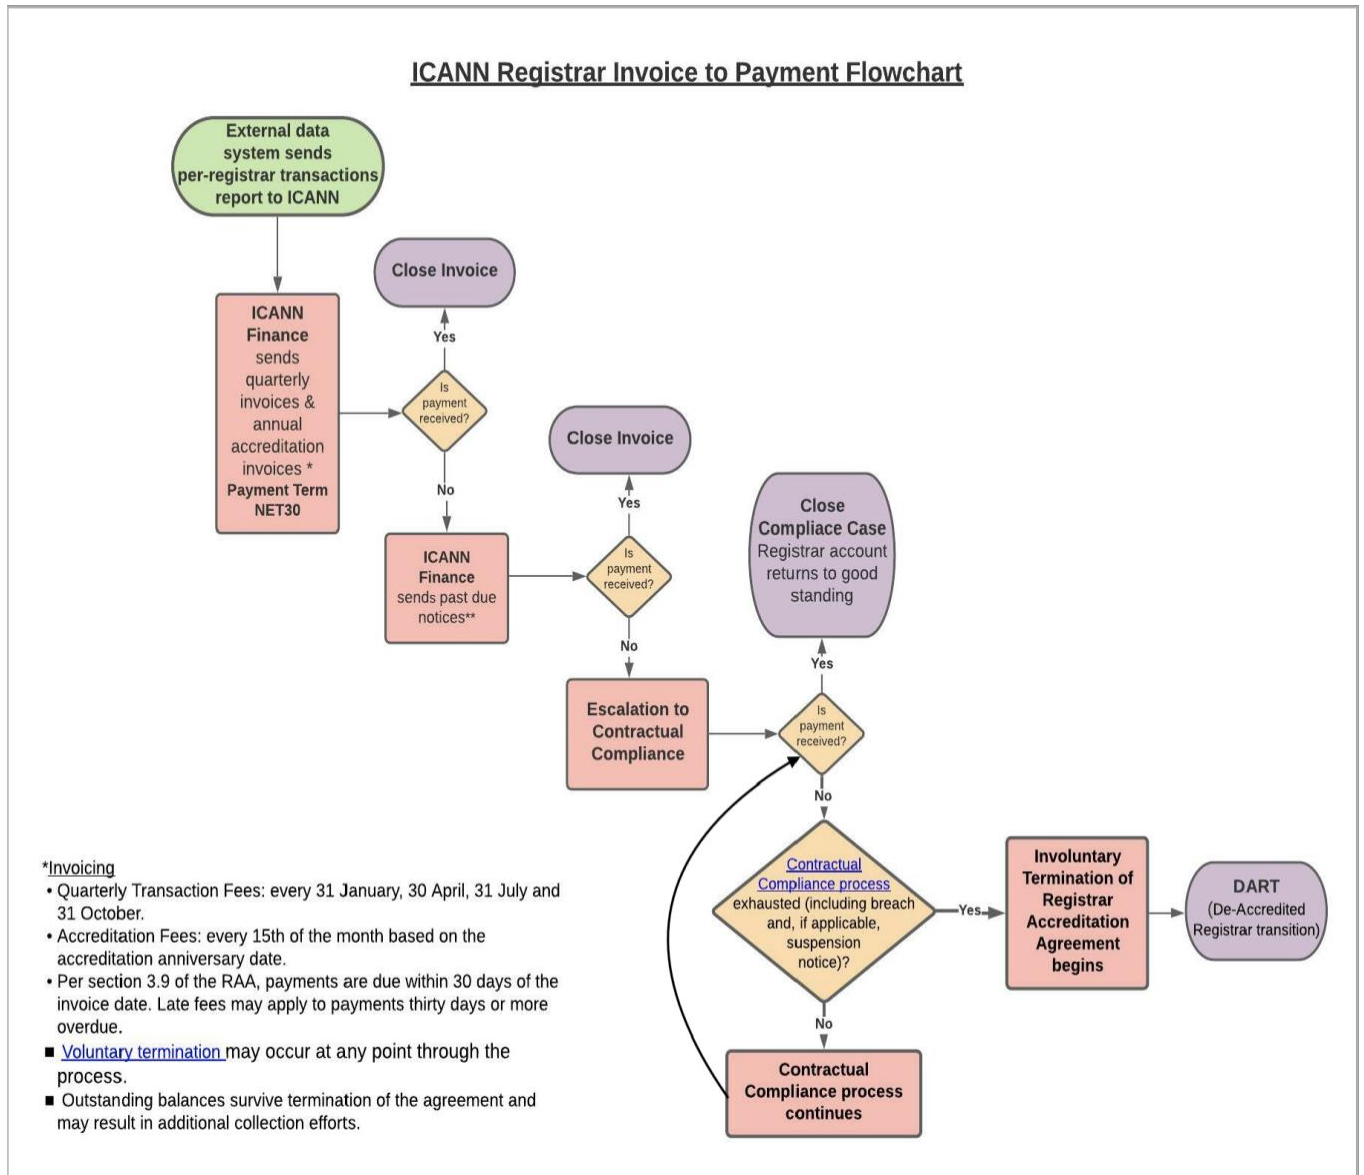 ICANN Registrar Invoice to Payment Flowchart
External data
system sends
per-registrar transactions
report to ICANN
Close Invoice
Yes
ICANN
Finance
sends
quarterly
invoices &
annual
accreditation
invoices *
Payment Term
NET30
Is
payment
received?
No
Close Invoice
Yes
ICANN
Finance
sends past due
notices**
Is
payment
received?
No
Close
Compliace Case
Registrar account
returns to good
standing
Yes
Escalation to
Contractual
Compliance
Is
payment
received?
No
Contractual
Compliance process
exhausted (including breach
and, if applicable,
suspension
notice)?
Yes
Involuntary
Termination of
Registrar
Accreditation
Agreement
begins
DART
(De-Accredited
Registrar transition)
No
Contractual
Compliance process
continues
*Invoicing
• Quarterly Transaction Fees: every 31 January, 30 April, 31 July and
31 October.
• Accreditation Fees: every 15th of the month based on the
accreditation anniversary date.
• Per section 3.9 of the RAA, payments are due within 30 days of the
invoice date. Late fees may apply to payments thirty days or more
overdue.
■ Voluntary termination may occur at any point through the
process.
■ Outstanding balances survive termination of the agreement and
may result in additional collection efforts.